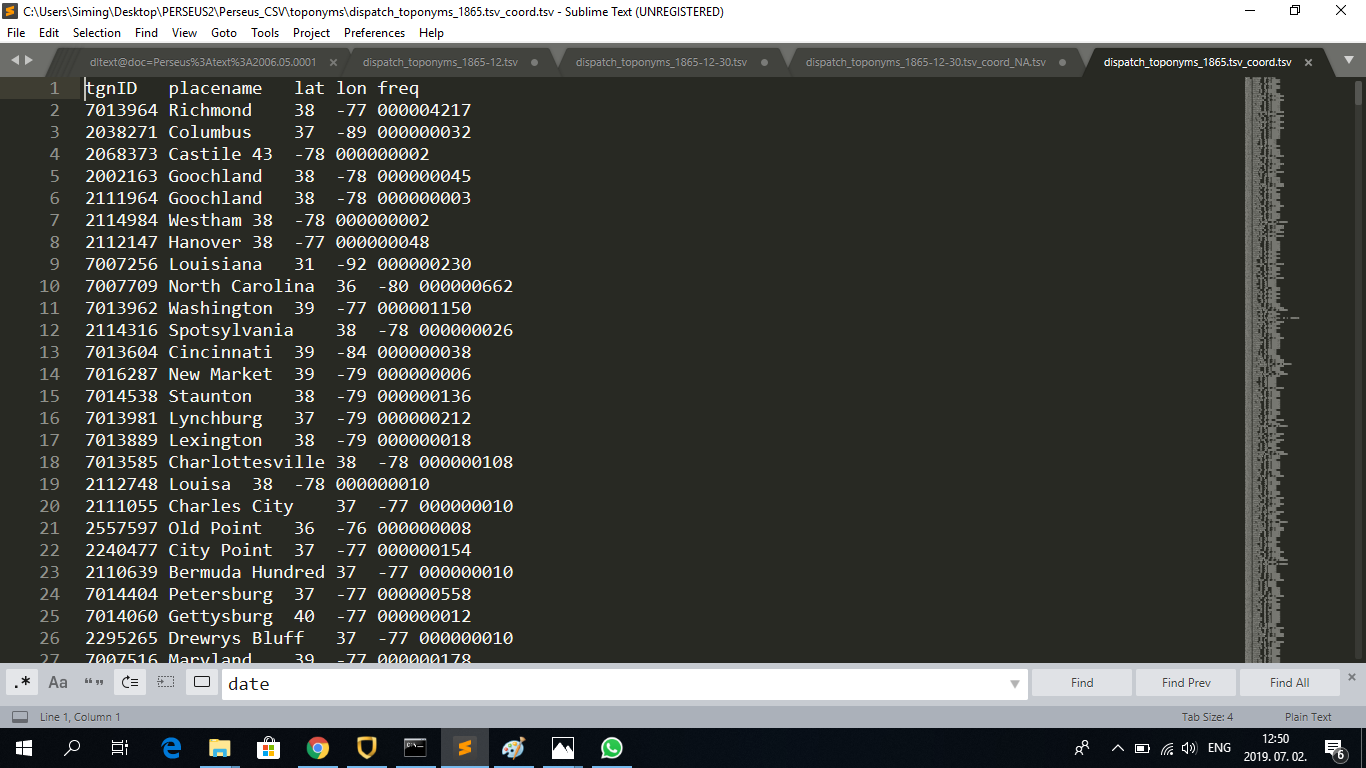 C:\Users\Siming\Desktop\PERSEUS2\Perseus_CSV\toponyms\dispatch_toponyms_1865.tsv_coord.tsv - Sublime Text (UNREGISTERED)
File Edit Selection Find View Goto Tools Project Preferences Help
dltext@doc=Perseus%3Atext%3A2006.05.0001 dispatch_toponyms_1865-12.tsv dispatch_toponyms_1865-12-30.tsv dispatch_toponyms_1865-12-30.tsv_coord_NA.tsv dispatch_toponyms_1865.tsv_coord.tsv
1 tgnID placename lat lon freq
2 7013964 Richmond 38 -77 000004217
3 2038271 Columbus 37 -89 000000032
4 2068373 Castile 43 -78 000000002
5 2002163 Goochland 38 -78 000000045
6 2111964 Goochland 38 -78 000000003
7 2114984 Westham 38 -78 000000002
8 2112147 Hanover 38 -77 000000048
9 7007256 Louisiana 31 -92 000000230
10 7007709 North Carolina 36 -80 000000662
11 7013962 Washington 39 -77 000001150
12 2114316 Spotsylvania 38 -78 000000026
13 7013604 Cincinnati 39 -84 000000038
14 7016287 New Market 39 -79 000000006
15 7014538 Staunton 38 -79 000000136
16 7013981 Lynchburg 37 -79 000000212
17 7013889 Lexington 38 -79 000000018
18 7013585 Charlottesville 38 -78 000000108
19 2112748 Louisa 38 -78 000000010
20 2111055 Charles City 37 -77 000000010
21 2557597 Old Point 36 -76 000000008
22 2240477 City Point 37 -77 000000154
23 2110639 Bermuda Hundred 37 -77 000000010
24 7014404 Petersburg 37 -77 000000558
25 7014060 Gettysburg 40 -77 000000012
26 2295265 Drewrys Bluff 37 -77 000000010
27 7007516 Maryland 39 -77 000000178
.* Aa “” date Find Find Prev Find All
Line 1, Column 1 Tab Size: 4 Plain Text
ENG 12:50
2019. 07. 02. 6